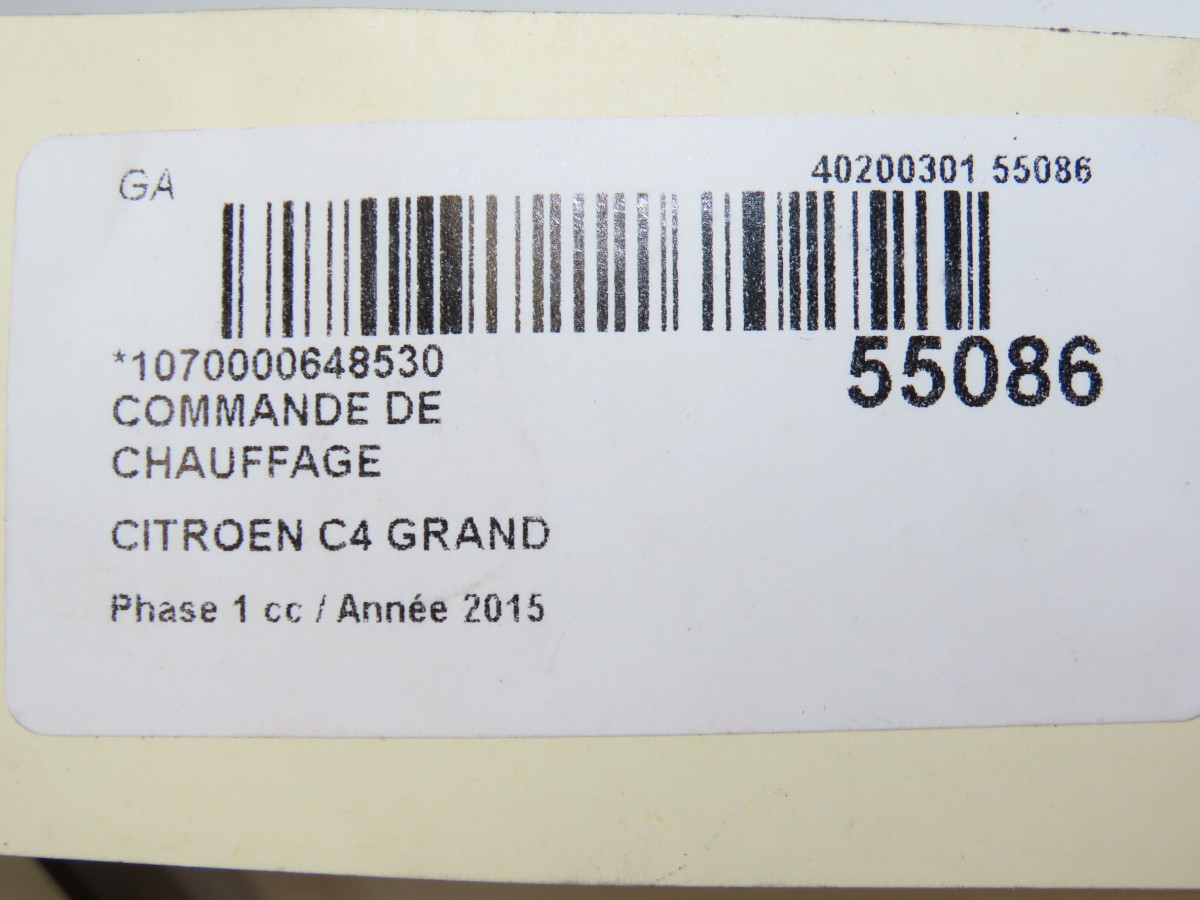 GA
40200301 55086
*1070000648530
55086
COMMANDE DE
CHAUFFAGE
CITROEN C4 GRAND
Phase 1 cc / Année 2015